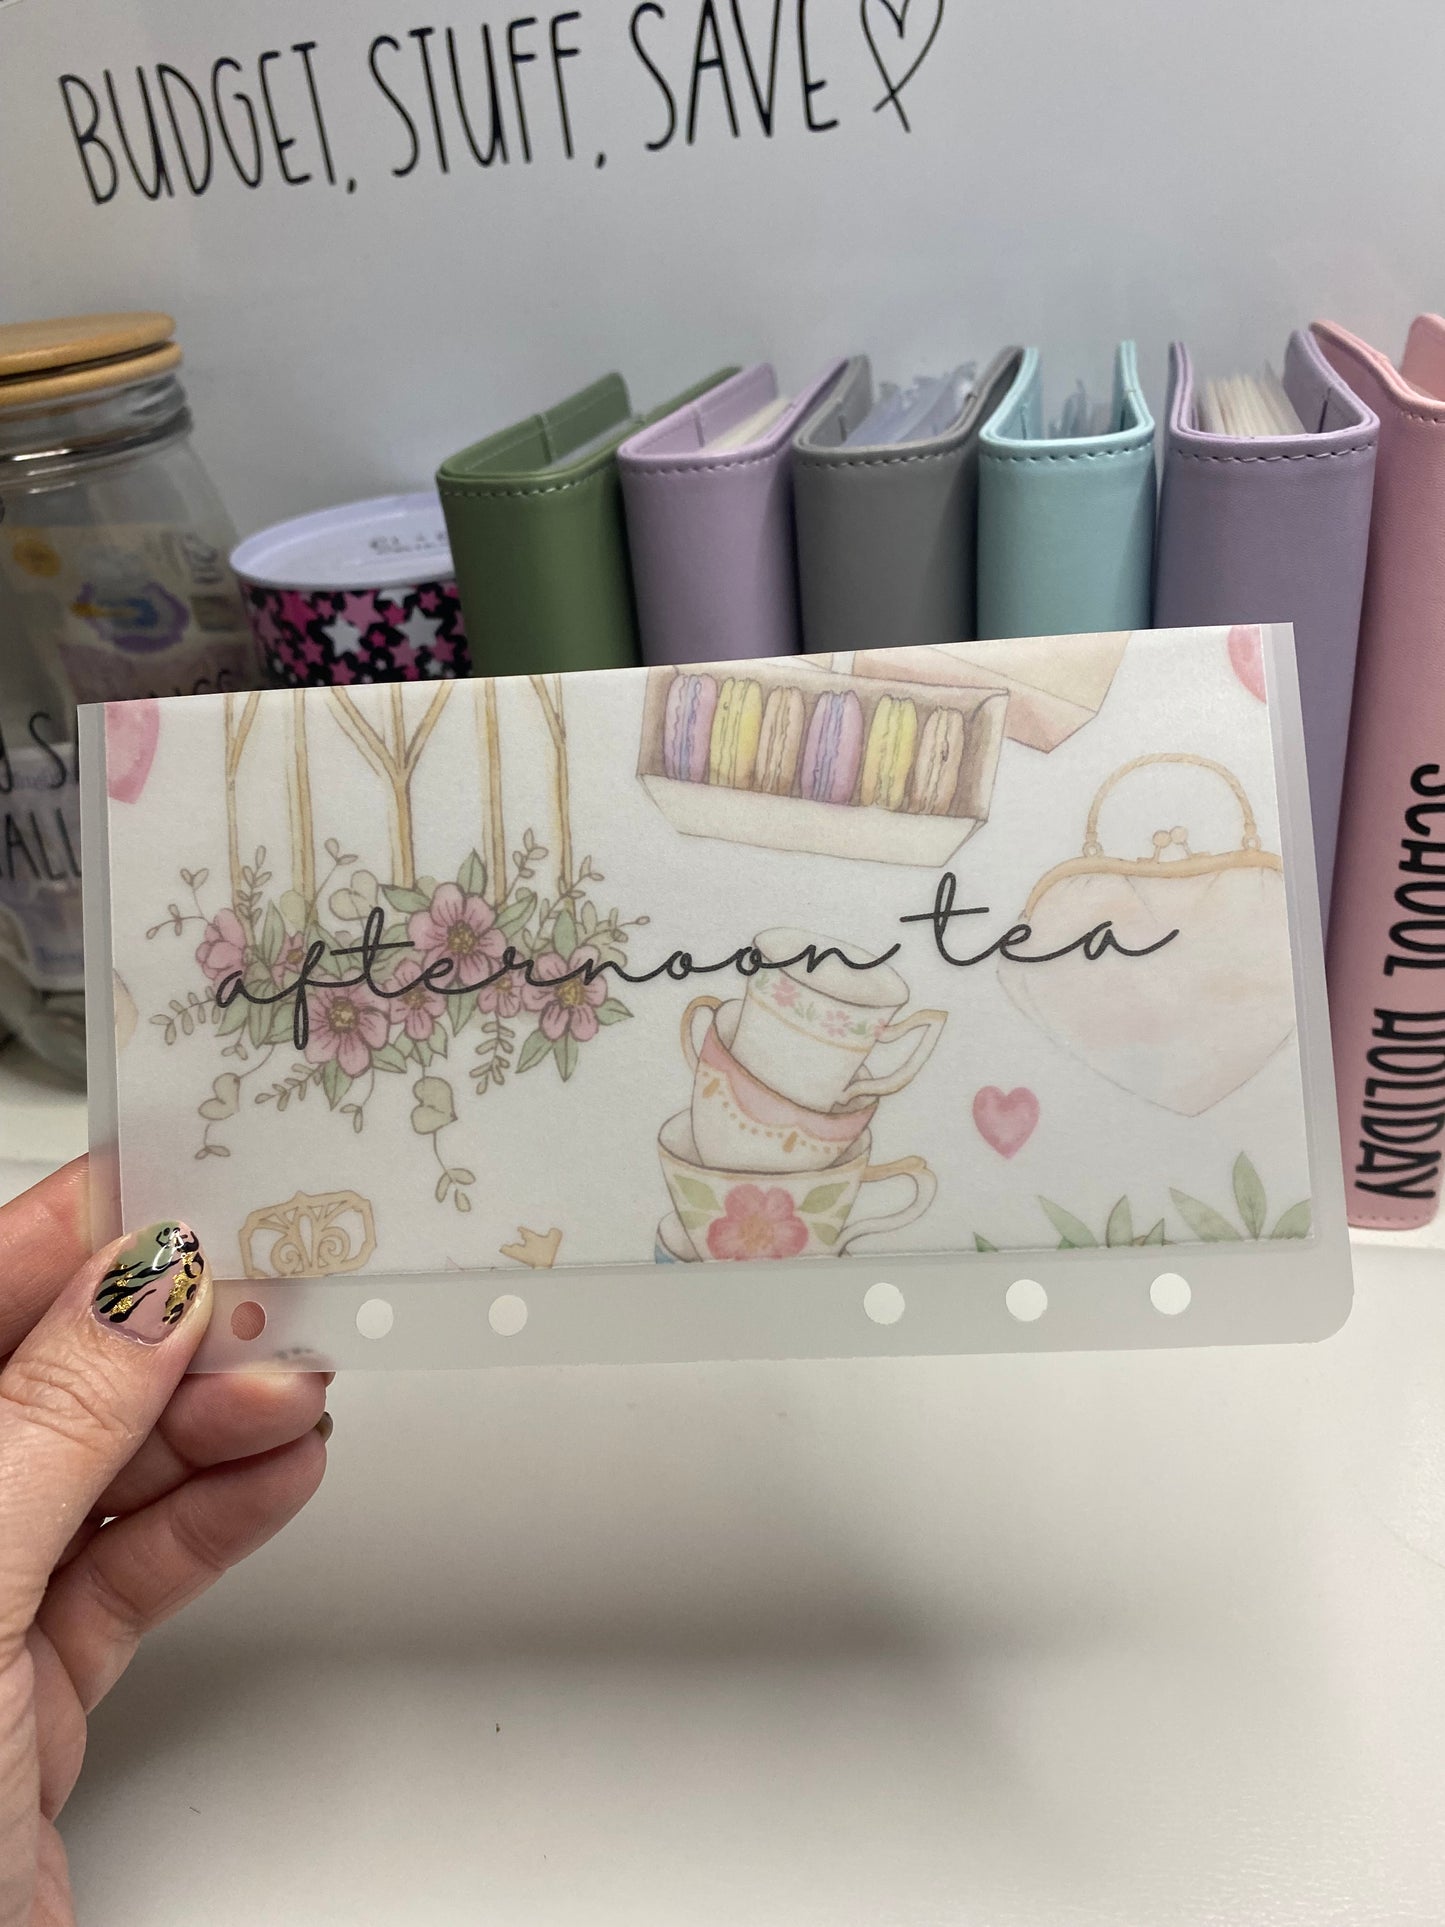 BUDGET, STUFF, SAVE
afternoon tea
SCHOOL HOLIDAY